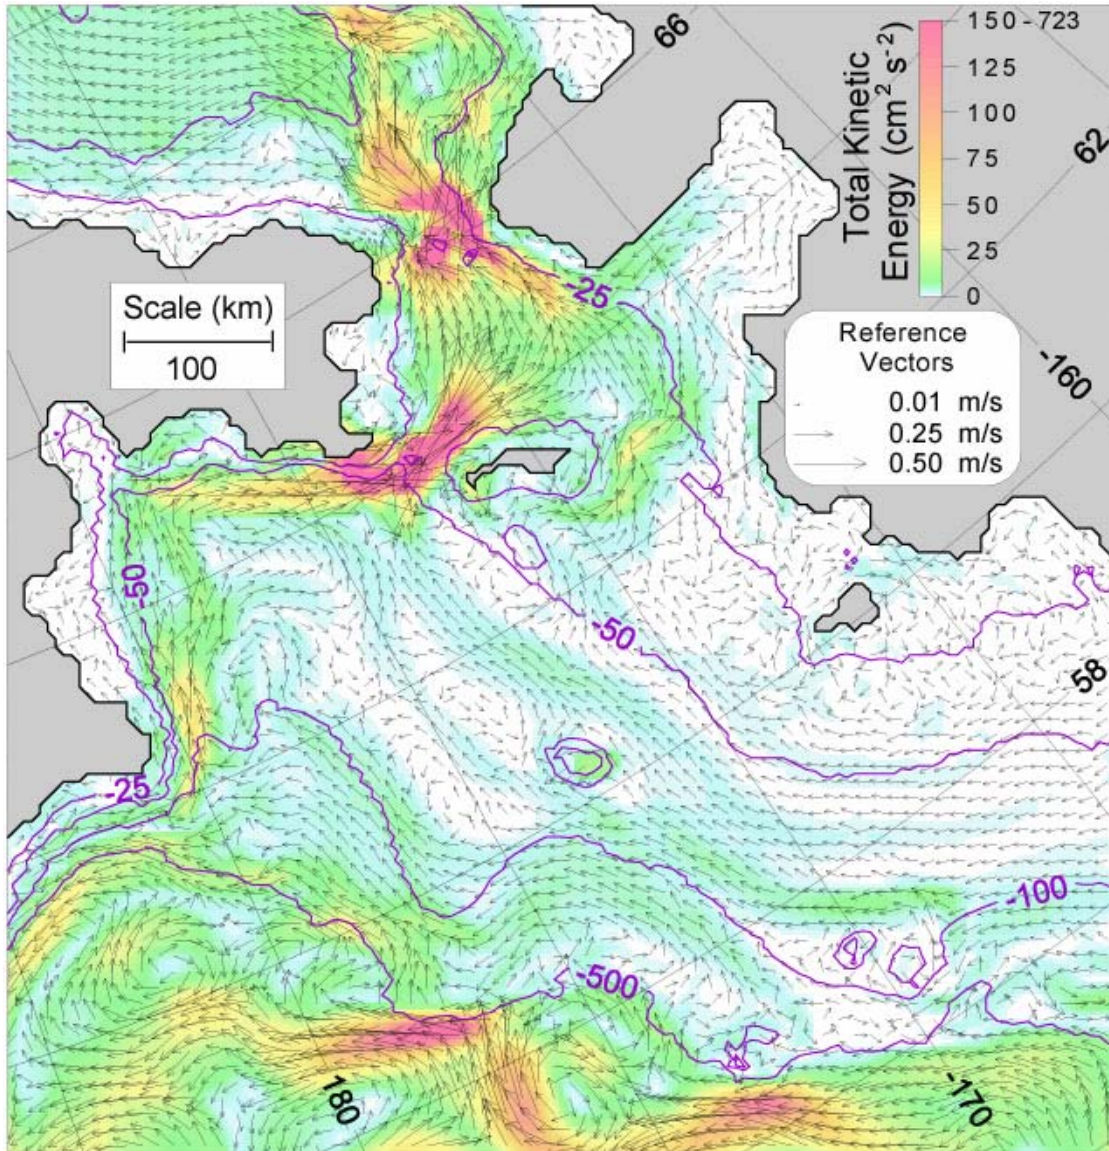 66
62
-160
58
-170
180
Total Kinetic
Energy (cm² s⁻²)
150-723
125
100
75
50
25
0
Scale (km)
100
Reference
Vectors
0.01 m/s
0.25 m/s
0.50 m/s
-25
-50
-50
-25
-100
-500